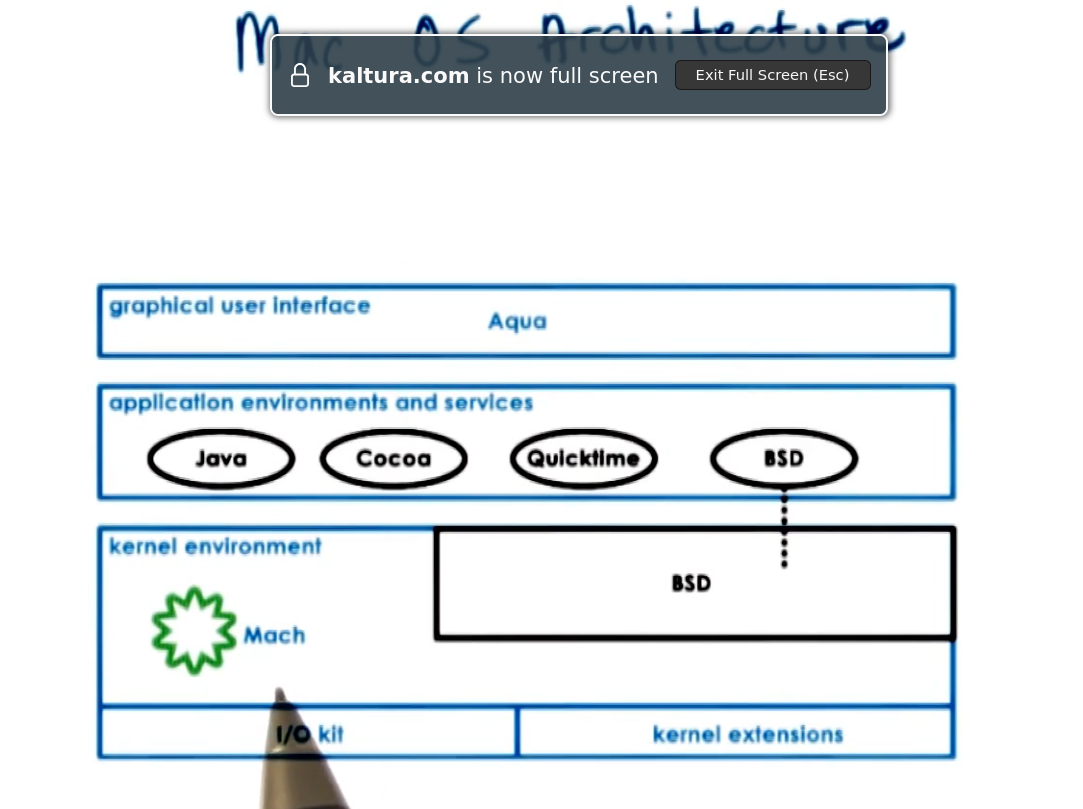 Mac OS Architecture
kaltura.com is now full screen
Exit Full Screen (Esc)
graphical user interface
Aqua
application environments and services
Java Cocoa Quicktime BSD
kernel environment
BSD
Mach
I/O kit kernel extensions